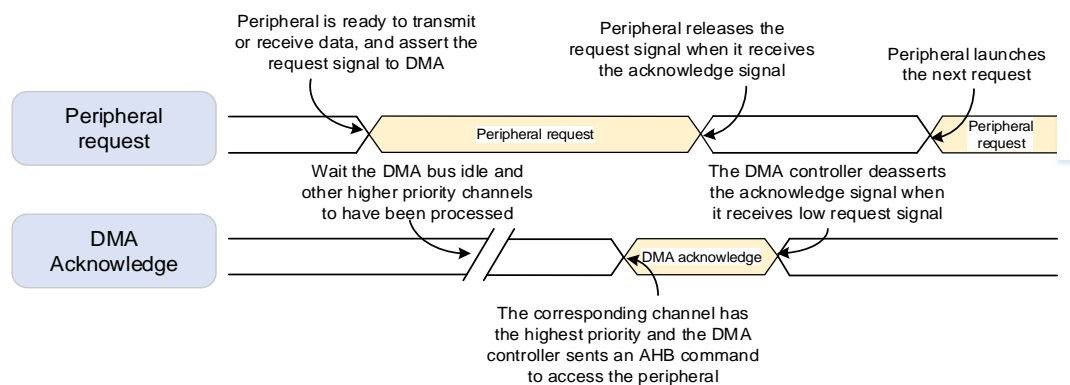 Peripheral is ready to transmit
or receive data, and assert the
request signal to DMA
Peripheral releases the
request signal when it receives
the acknowledge signal
Peripheral launches
the next request
Peripheral
request
Peripheral request
Peripheral
request
Wait the DMA bus idle and
other higher priority channels
to have been processed
The DMA controller deasserts
the acknowledge signal when
it receives low request signal
DMA
Acknowledge
DMA acknowledge
The corresponding channel has
the highest priority and the DMA
controller sents an AHB command
to access the peripheral